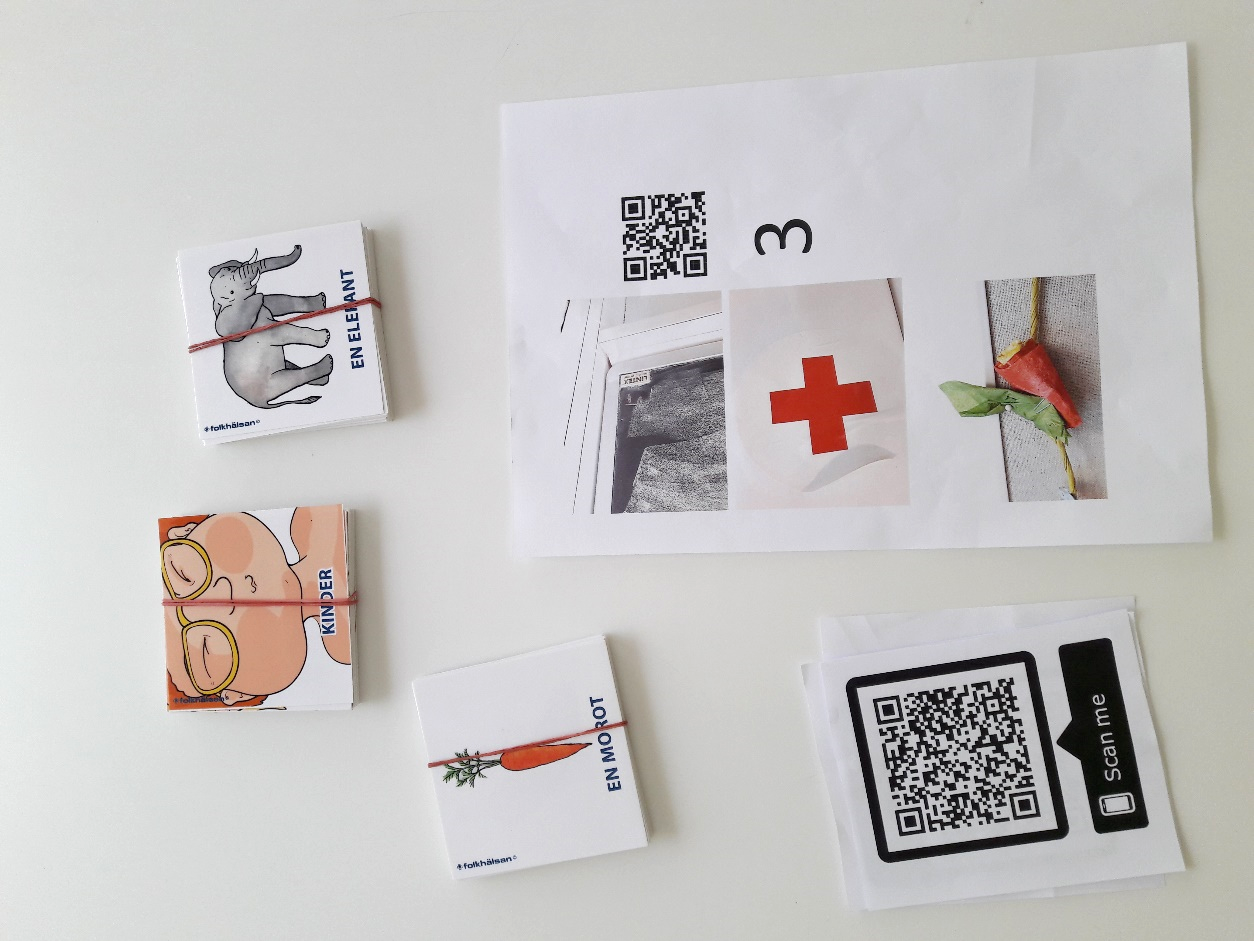 EN ELEFANT
folkhälsan
KINDER
folkhälsan
EN MOROT
folkhälsan
3
Scan me